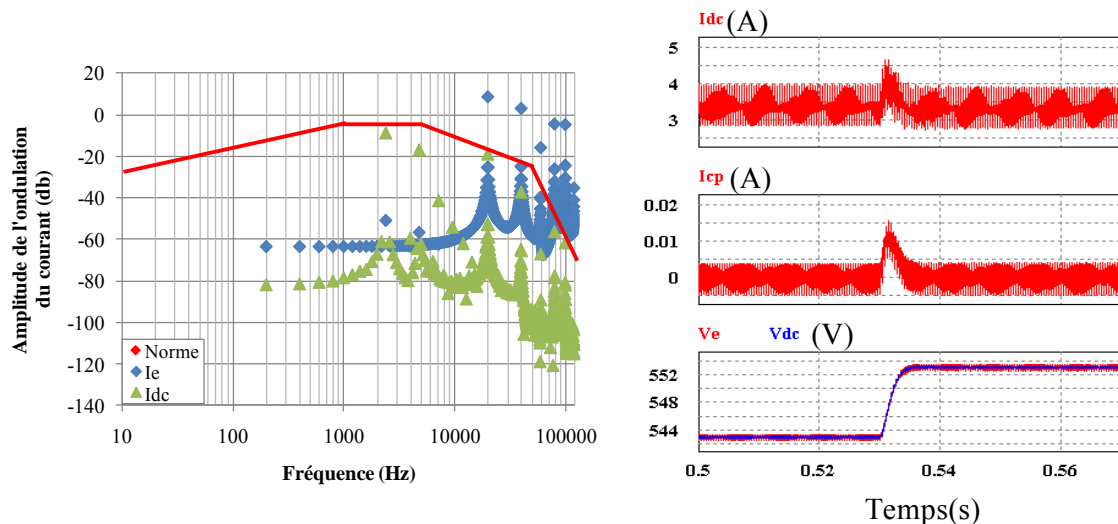 Amplitude de l'ondulation
du courant (db)
20
0
-20
-40
-60
-80
-100
-120
-140
Norme
Ie
Idc
10
100
1000
10000
100000
Fréquence (Hz)
Idc (A)
5
4
3
Icp (A)
0.02
0.01
0
Ve Vdc (V)
552
548
544
0.5
0.52
0.54
0.56
Temps(s)